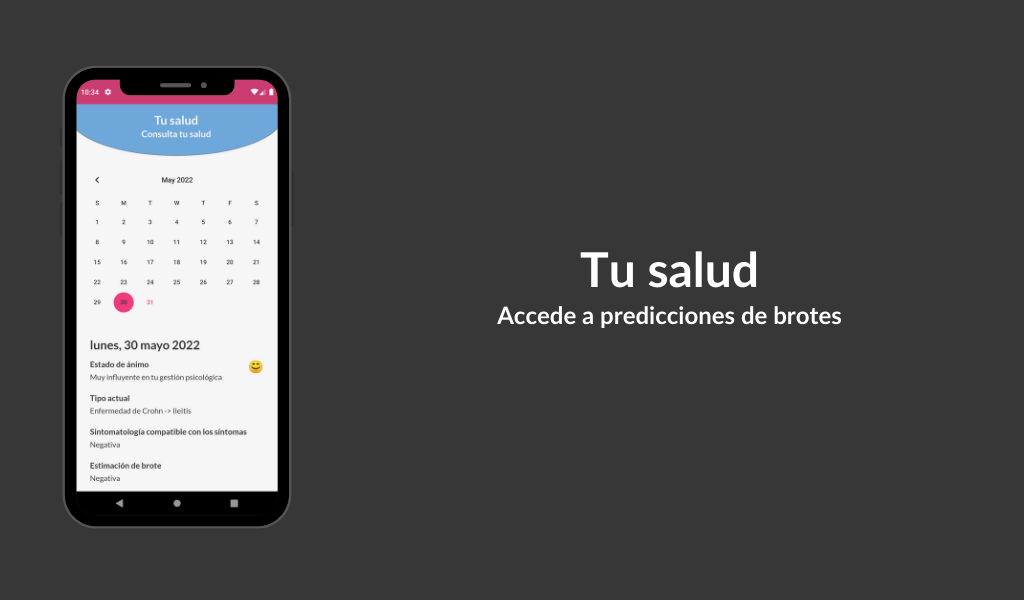 10:34
Tu salud
Consulta tu salud
May 2022
S M T W T F S
1 2 3 4 5 6 7
8 9 10 11 12 13 14
15 16 17 18 19 20 21
22 23 24 25 26 27 28
29 30 31
lunes, 30 mayo 2022
Estado de ánimo
Muy influyente en tu gestión psicológica
Tipo actual
Enfermedad de Crohn -> Ileitis
Sintomatología compatible con los síntomas
Negativa
Estimación de brote
Negativa
Tu salud
Accede a predicciones de brotes